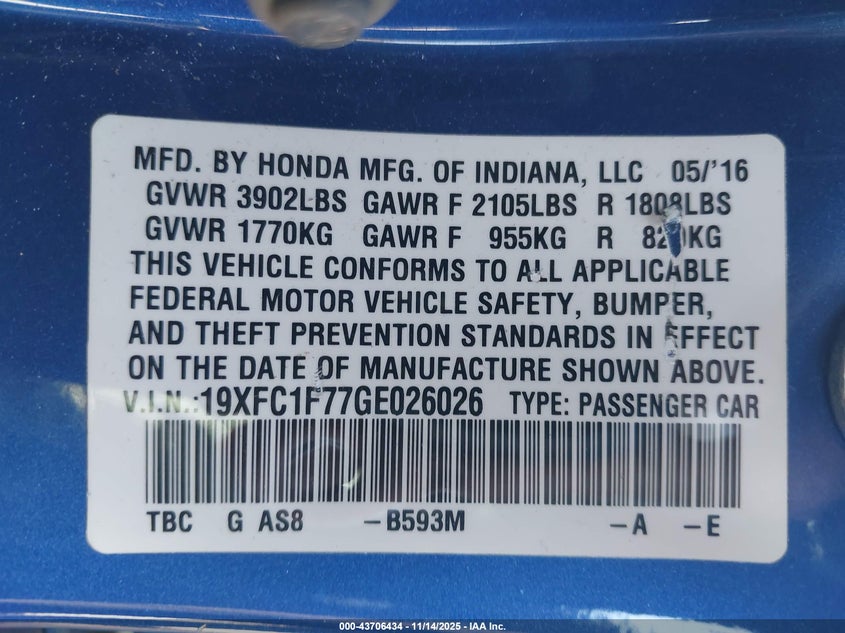 MFD. BY HONDA MFG. OF INDIANA, LLC 05/'16
GVWR 3902LBS GAWR F 2105LBS R 1808LBS
GVWR 1770KG GAWR F 955KG R 820KG
THIS VEHICLE CONFORMS TO ALL APPLICABLE
FEDERAL MOTOR VEHICLE SAFETY, BUMPER,
AND THEFT PREVENTION STANDARDS IN EFFECT
ON THE DATE OF MANUFACTURE SHOWN ABOVE.
V.I.N.:19XFC1F77GE026026 TYPE: PASSENGER CAR
TBC G AS8 -B593M -A -E
000-43706434 - 11/14/2025 - IAA Inc.